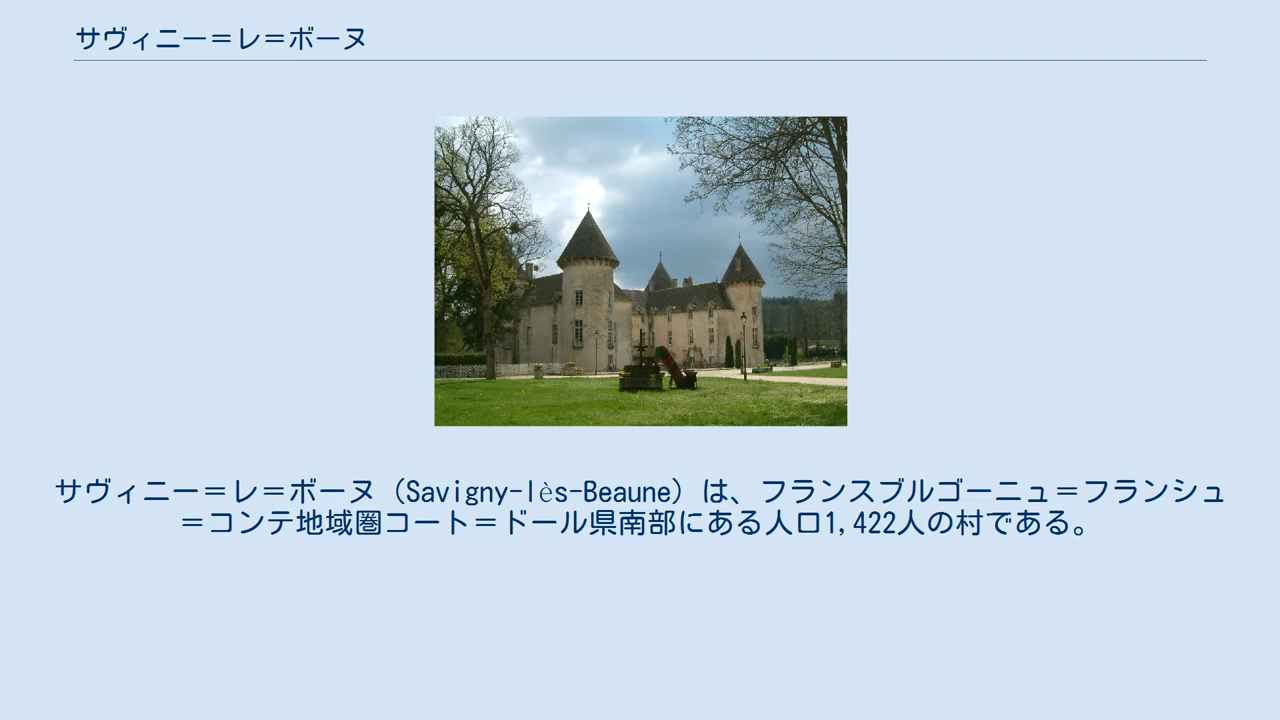 サヴィニー＝レ＝ボーヌ
サヴィニー＝レ＝ボーヌ（Savigny-lès-Beaune）は、フランスブルゴーニュ＝フランシュ
＝コンテ地域圏コート＝ドール県南部にある人口1,422人の村である。